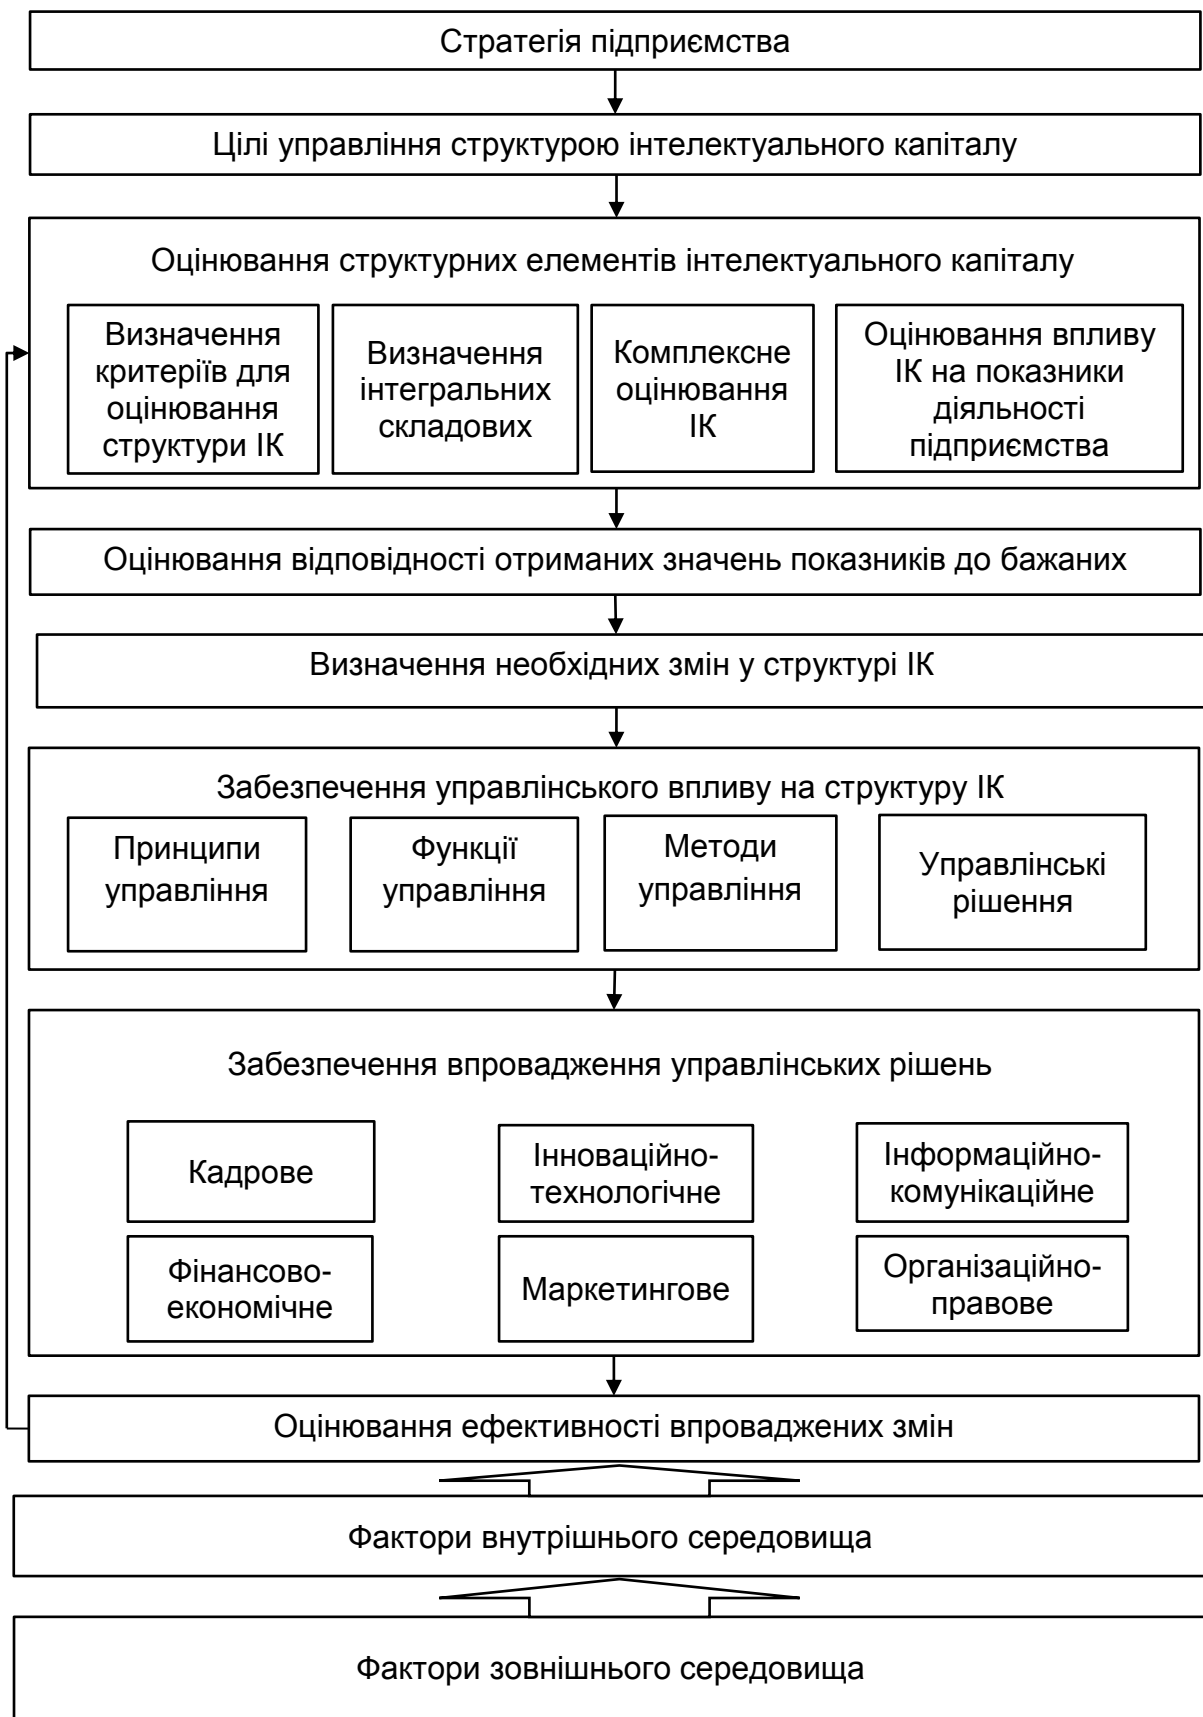 Стратегія підприємства
Цілі управління структурою інтелектуального капіталу
Оцінювання структурних елементів інтелектуального капіталу
Визначення
критеріїв для
оцінювання
структури ІК
Визначення
інтегральних
складових
Комплексне
оцінювання
ІК
Оцінювання впливу
ІК на показники
діяльності
підприємства
Оцінювання відповідності отриманих значень показників до бажаних
Визначення необхідних змін у структурі ІК
Забезпечення управлінського впливу на структуру ІК
Принципи
управління
Функції
управління
Методи
управління
Управлінські
рішення
Забезпечення впровадження управлінських рішень
Кадрове
Інноваційно-
технологічне
Інформаційно-
комунікаційне
Фінансово-
економічне
Маркетингове
Організаційно-
правове
Оцінювання ефективності впроваджених змін
Фактори внутрішнього середовища
Фактори зовнішнього середовища